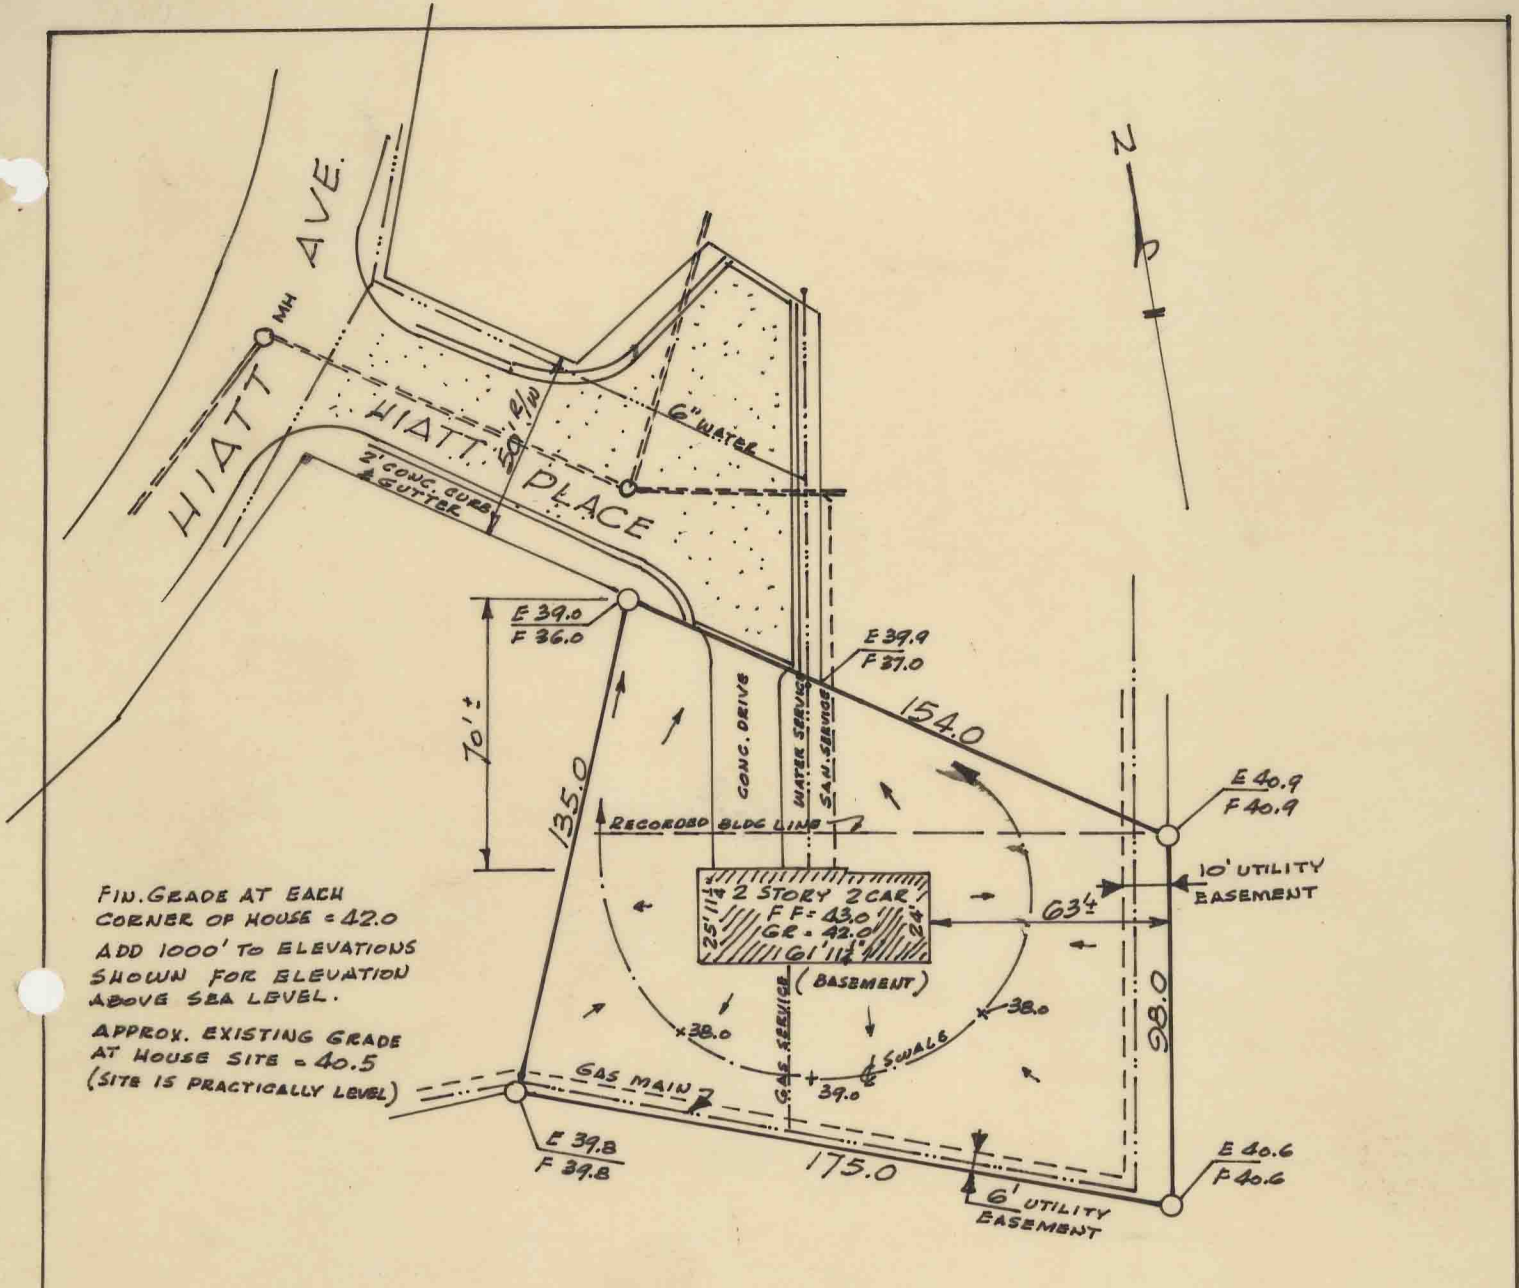 N
HIATT AVE.
MH
HIATT PLACE
50' R/W
6" WATER
2' CONC. CURB
& GUTTER
E 39.0
F 36.0
E 39.9
F 37.0
70'±
135.0
154.0
CONC. DRIVE
WATER SERVICE
SAN. SERVICE
RECORDED BLDG LINE
E 40.9
F 40.9
10' UTILITY
EASEMENT
2 STORY 2 CAR
FF = 43.0
GR = 42.0
61' 11½"
24'
(BASEMENT)
63'±
98.0
FIN. GRADE AT EACH
CORNER OF HOUSE = 42.0
ADD 1000' TO ELEVATIONS
SHOWN FOR ELEVATION
ABOVE SEA LEVEL.
APPROX. EXISTING GRADE
AT HOUSE SITE = 40.5
(SITE IS PRACTICALLY LEVEL)
38.0
38.0
39.0
SWALE
GAS SERVICE
GAS MAIN
175.0
E 39.8
F 39.8
6' UTILITY
EASEMENT
E 40.6
F 40.6